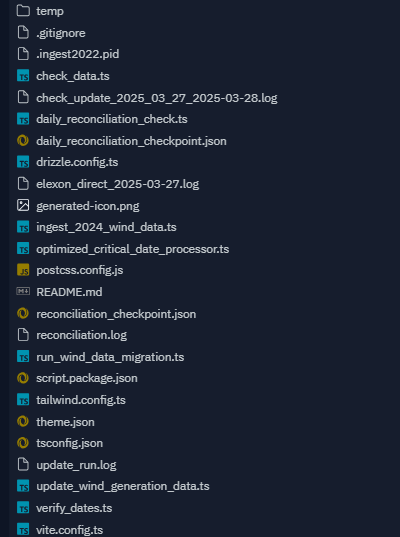 temp
.gitignore
.ingest2022.pid
TS check_data.ts
check_update_2025_03_27_2025-03-28.log
TS daily_reconciliation_check.ts
daily_reconciliation_checkpoint.json
TS drizzle.config.ts
elexon_direct_2025-03-27.log
generated-icon.png
TS ingest_2024_wind_data.ts
TS optimized_critical_date_processor.ts
JS postcss.config.js
README.md
reconciliation_checkpoint.json
reconciliation.log
TS run_wind_data_migration.ts
script.package.json
TS tailwind.config.ts
theme.json
tsconfig.json
update_run.log
TS update_wind_generation_data.ts
TS verify_dates.ts
TS vite.config.ts